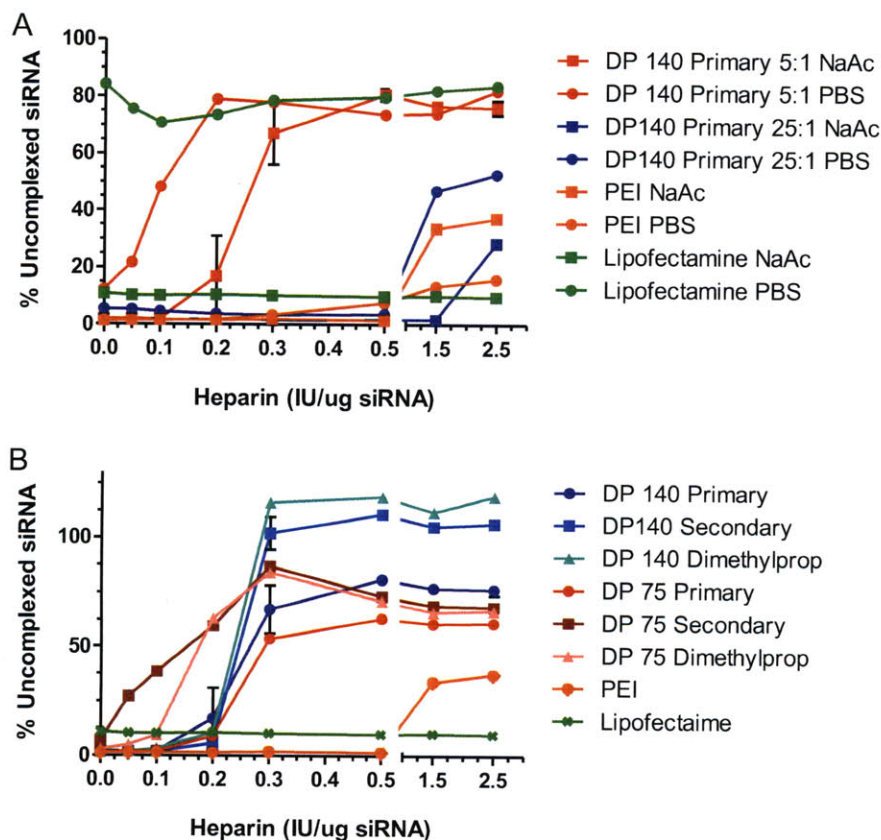 A
% Uncomplexed siRNA
100
80
60
40
20
0
0.0 0.1 0.2 0.3 0.4 0.5 1.5 2.5
Heparin (IU/ug siRNA)
DP 140 Primary 5:1 NaAc
DP 140 Primary 5:1 PBS
DP140 Primary 25:1 NaAc
DP140 Primary 25:1 PBS
PEI NaAc
PEI PBS
Lipofectamine NaAc
Lipofectamine PBS
B
% Uncomplexed siRNA
100
50
0
0.0 0.1 0.2 0.3 0.4 0.5 1.5 2.5
Heparin (IU/ug siRNA)
DP 140 Primary
DP140 Secondary
DP 140 Dimethylprop
DP 75 Primary
DP 75 Secondary
DP 75 Dimethylprop
PEI
Lipofectaime